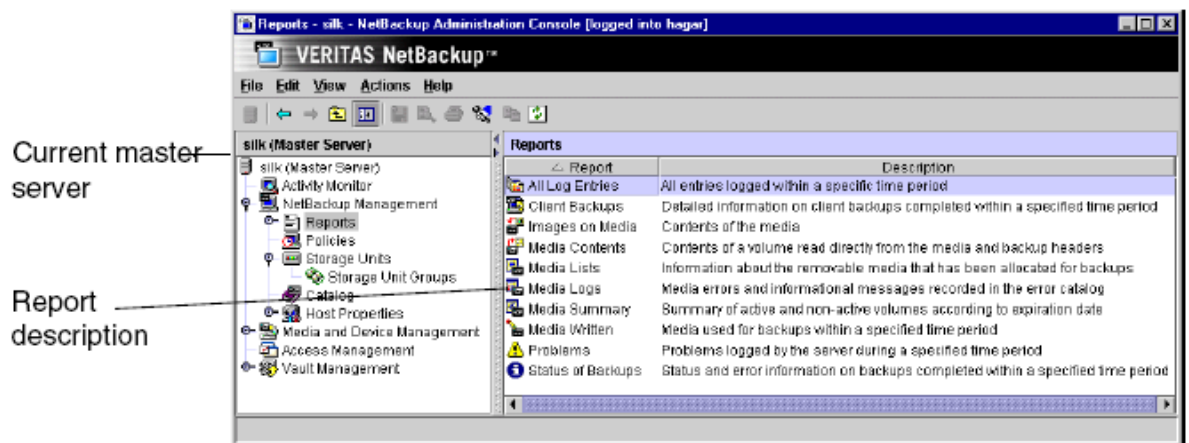 Reports - silk - NetBackup Administration Console [logged into hagar]
VERITAS NetBackup™
File Edit View Actions Help
Current master server
silk (Master Server)
silk (Master Server)
Activity Monitor
NetBackup Management
Reports
Policies
Storage Units
Storage Unit Groups
Catalog
Host Properties
Media and Device Management
Access Management
Vault Management
Report description
Reports
Report Description
All Log Entries All entries logged within a specific time period
Client Backups Detailed information on client backups completed within a specified time period
Images on Media Contents of the media
Media Contents Contents of a volume read directly from the media and backup headers
Media Lists Information about the removable media that has been allocated for backups
Media Logs Media errors and informational messages recorded in the error catalog
Media Summary Summary of active and non-active volumes according to expiration date
Media Written Media used for backups within a specified time period
Problems Problems logged by the server during a specified time period
Status of Backups Status and error information on backups completed within a specified time period